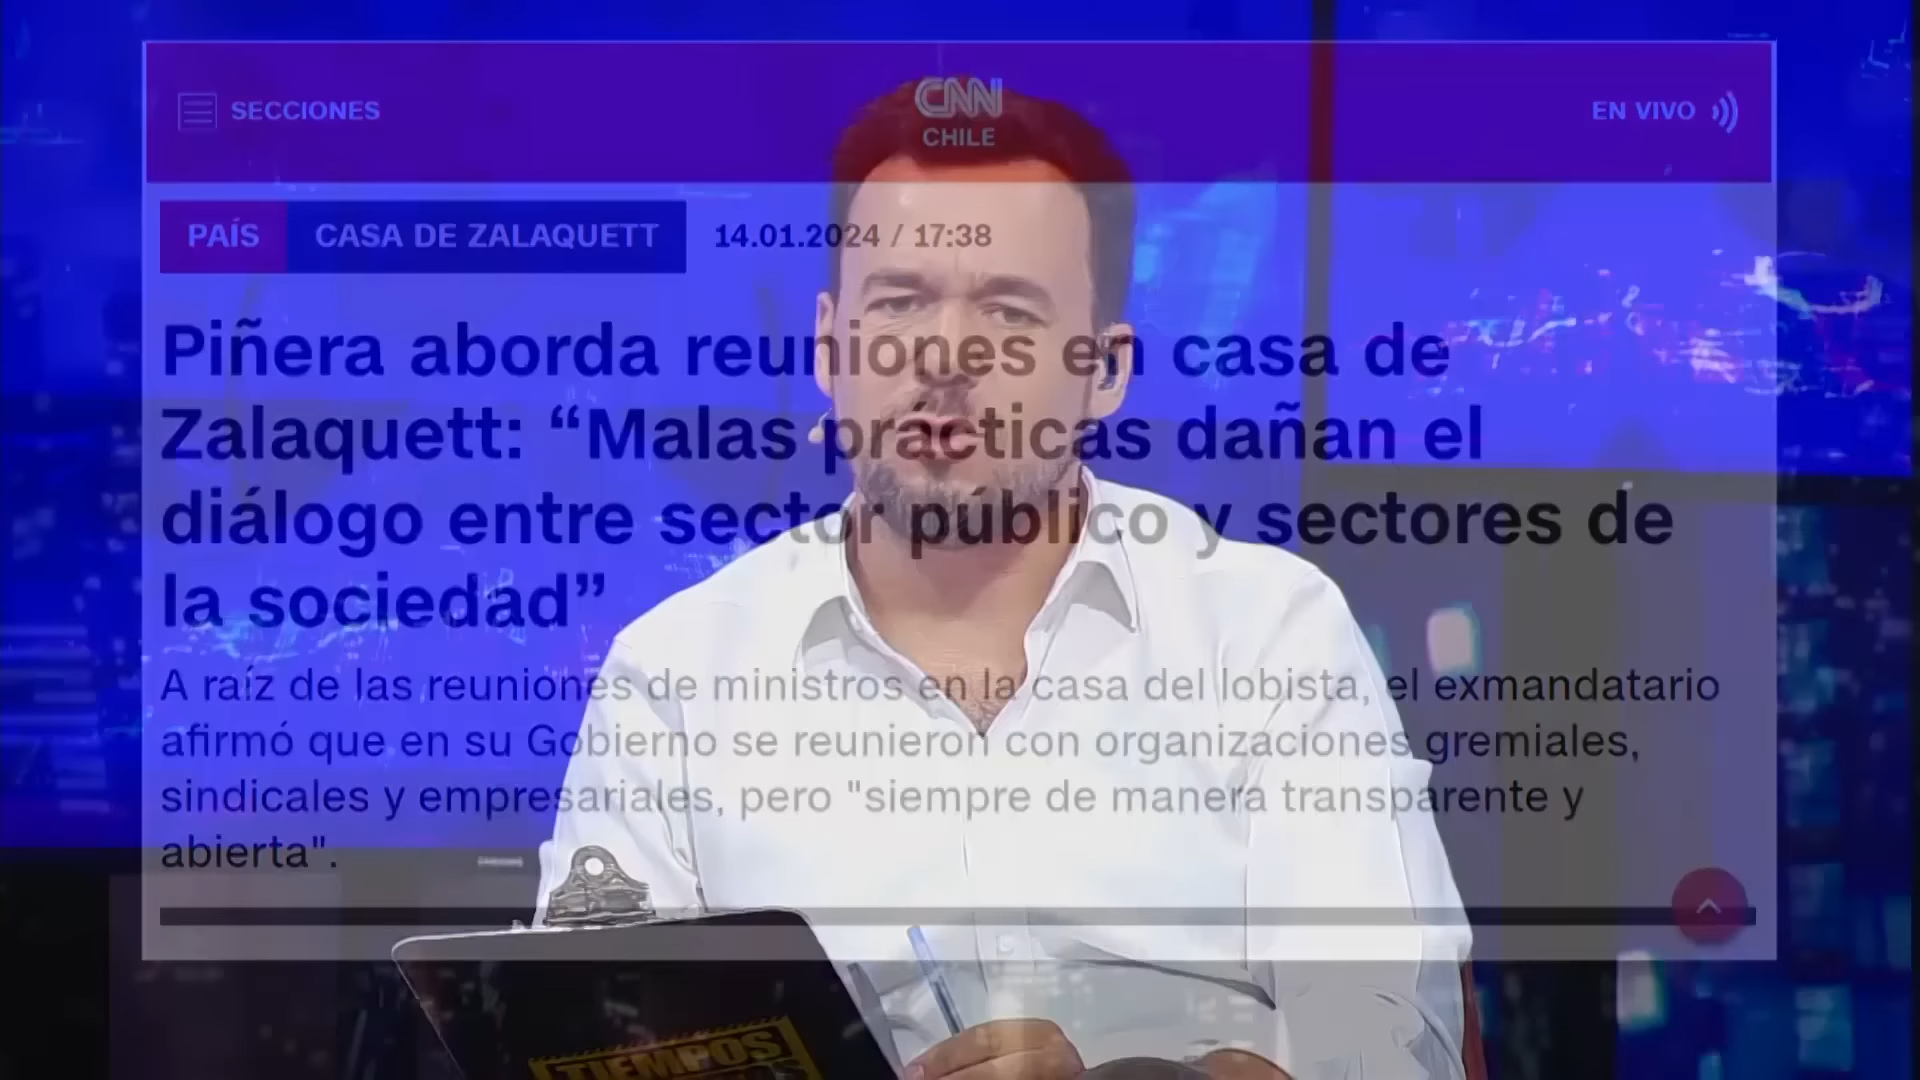 SECCIONES
CNN
CHILE
EN VIVO
PAÍS
CASA DE ZALAQUETT
14.01.2024 / 17:38
Piñera aborda reuniones en casa de
Zalaquett: “Malas prácticas dañan el
diálogo entre sector público y sectores de
la sociedad”
A raíz de las reuniones de ministros en la casa del lobista, el exmandatario
afirmó que en su Gobierno se reunieron con organizaciones gremiales,
sindicales y empresariales, pero "siempre de manera transparente y
abierta".
TIEMPOS